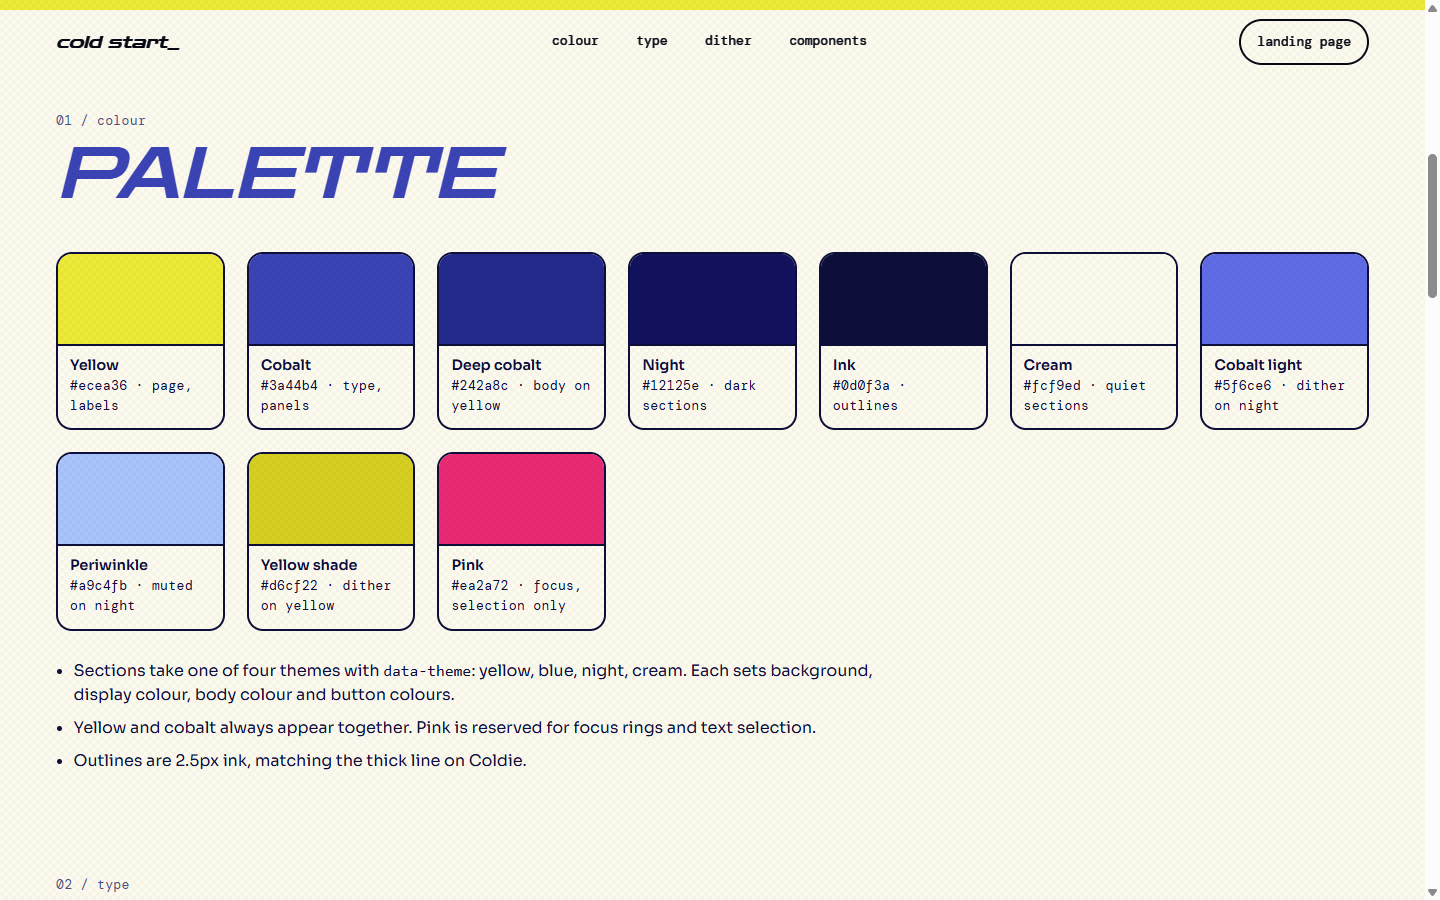 cold start_
colour type dither components
landing page
01 / colour
PALETTE
Yellow
#ecea36 · page,
labels
Cobalt
#3a44b4 · type,
panels
Deep cobalt
#242a8c · body on
yellow
Night
#12125e · dark
sections
Ink
#0d0f3a ·
outlines
Cream
#fcf9ed · quiet
sections
Cobalt light
#5f6ce6 · dither
on night
Periwinkle
#a9c4fb · muted
on night
Yellow shade
#d6cf22 · dither
on yellow
Pink
#ea2a72 · focus,
selection only
• Sections take one of four themes with data-theme: yellow, blue, night, cream. Each sets background,
display colour, body colour and button colours.
• Yellow and cobalt always appear together. Pink is reserved for focus rings and text selection.
• Outlines are 2.5px ink, matching the thick line on Coldie.
02 / type